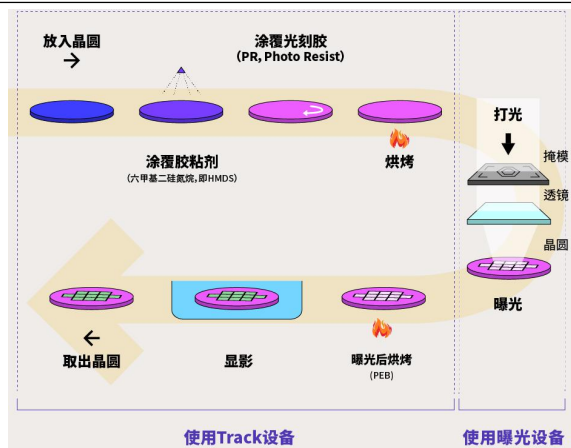 放入晶圆
涂覆光刻胶
(PR, Photo Resist)
涂覆胶粘剂
(六甲基二硅氮烷,即HMDS)
烘烤
打光
掩模
透镜
晶圆
曝光
曝光后烘烤
(PEB)
显影
取出晶圆
使用Track设备
使用曝光设备